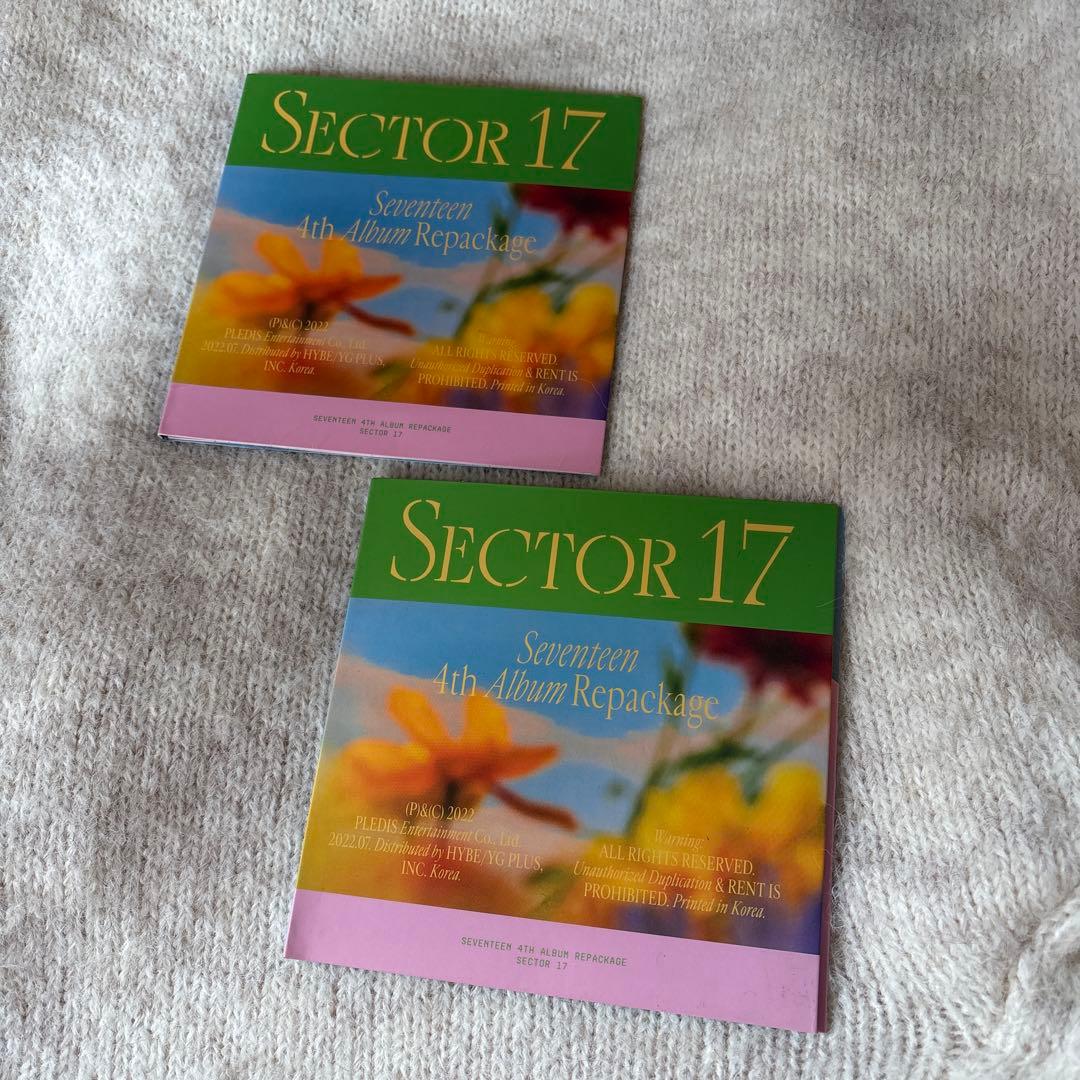 SECTOR 17
Seventeen
4th Album Repackage
(P)&(C) 2022
PLEDIS Entertainment Co., Ltd.
2022.07. Distributed by HYBE/YG PLUS,
INC. Korea.
Warning:
ALL RIGHTS RESERVED.
Unauthorized Duplication & RENT IS
PROHIBITED. Printed in Korea.
SEVENTEEN 4TH ALBUM REPACKAGE
SECTOR 17
SECTOR 17
Seventeen
4th Album Repackage
(P)&(C) 2022
PLEDIS Entertainment Co., Ltd.
2022.07. Distributed by HYBE/YG PLUS,
INC. Korea.
Warning:
ALL RIGHTS RESERVED.
Unauthorized Duplication & RENT IS
PROHIBITED. Printed in Korea.
SEVENTEEN 4TH ALBUM REPACKAGE
SECTOR 17